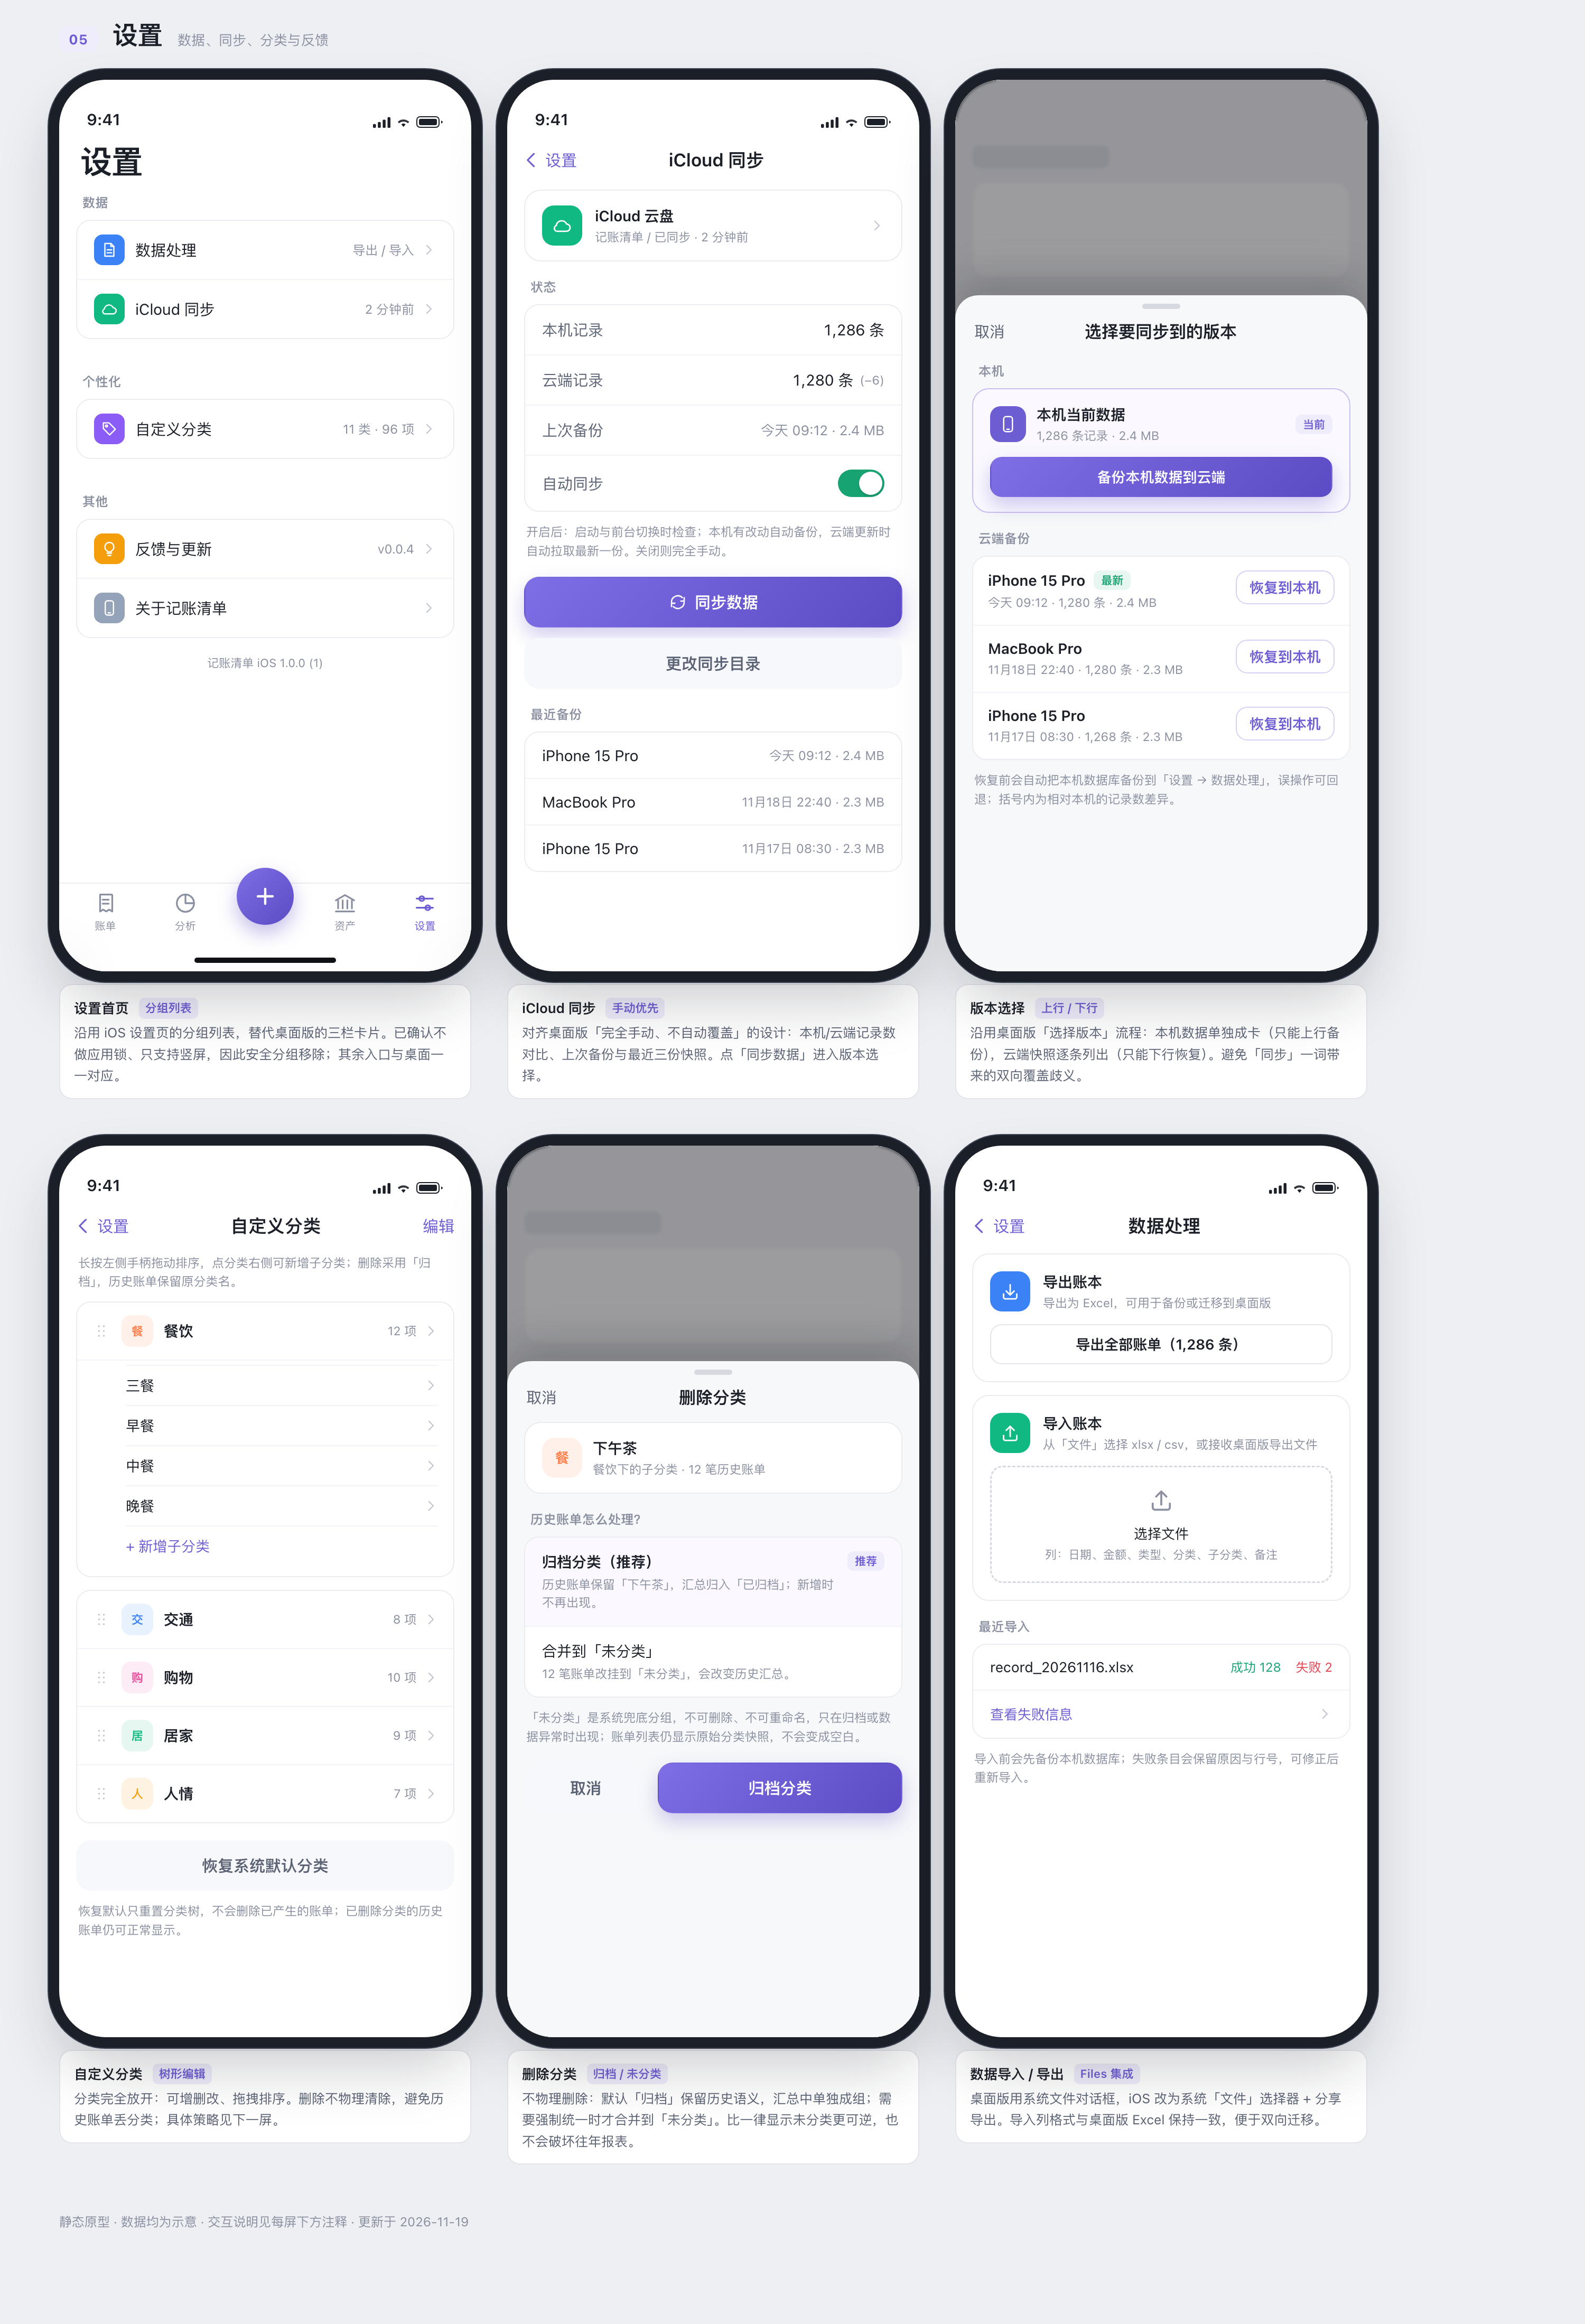 05 设置 数据、同步、分类与反馈
9:41
设置
数据
数据处理 导出 / 导入
iCloud 同步 2 分钟前
个性化
自定义分类 11 类 · 96 项
其他
反馈与更新 v0.0.4
关于记账清单
记账清单 iOS 1.0.0 (1)
账单 分析 资产 设置
设置首页 分组列表
沿用 iOS 设置页的分组列表，替代桌面版的三栏卡片。已确认不
做应用锁、只支持竖屏，因此安全分组移除；其余入口与桌面一
一对应。
9:41
设置 iCloud 同步
iCloud 云盘
记账清单 / 已同步 · 2 分钟前
状态
本机记录 1,286 条
云端记录 1,280 条 (−6)
上次备份 今天 09:12 · 2.4 MB
自动同步
开启后：启动与前台切换时检查；本机有改动自动备份，云端更新时
自动拉取最新一份。关闭则完全手动。
同步数据
更改同步目录
最近备份
iPhone 15 Pro 今天 09:12 · 2.4 MB
MacBook Pro 11月18日 22:40 · 2.3 MB
iPhone 15 Pro 11月17日 08:30 · 2.3 MB
iCloud 同步 手动优先
对齐桌面版「完全手动、不自动覆盖」的设计：本机/云端记录数
对比、上次备份与最近三份快照。点「同步数据」进入版本选
择。
取消 选择要同步到的版本
本机
本机当前数据 当前
1,286 条记录 · 2.4 MB
备份本机数据到云端
云端备份
iPhone 15 Pro 最新 恢复到本机
今天 09:12 · 1,280 条 · 2.4 MB
MacBook Pro 恢复到本机
11月18日 22:40 · 1,280 条 · 2.3 MB
iPhone 15 Pro 恢复到本机
11月17日 08:30 · 1,268 条 · 2.3 MB
恢复前会自动把本机数据库备份到「设置 → 数据处理」，误操作可回
退；括号内为相对本机的记录数差异。
版本选择 上行 / 下行
沿用桌面版「选择版本」流程：本机数据单独成卡（只能上行备
份），云端快照逐条列出（只能下行恢复）。避免「同步」一词带
来的双向覆盖歧义。
9:41
设置 自定义分类 编辑
长按左侧手柄拖动排序，点分类右侧可新增子分类；删除采用「归
档」，历史账单保留原分类名。
餐 餐饮 12 项
三餐
早餐
中餐
晚餐
+ 新增子分类
交 交通 8 项
购 购物 10 项
居 居家 9 项
人 人情 7 项
恢复系统默认分类
恢复默认只重置分类树，不会删除已产生的账单；已删除分类的历史
账单仍可正常显示。
自定义分类 树形编辑
分类完全放开：可增删改、拖拽排序。删除不物理清除，避免历
史账单丢分类；具体策略见下一屏。
取消 删除分类
餐 下午茶
餐饮下的子分类 · 12 笔历史账单
历史账单怎么处理？
归档分类（推荐） 推荐
历史账单保留「下午茶」，汇总归入「已归档」；新增时
不再出现。
合并到「未分类」
12 笔账单改挂到「未分类」，会改变历史汇总。
「未分类」是系统兜底分组，不可删除、不可重命名，只在归档或数
据异常时出现；账单列表仍显示原始分类快照，不会变成空白。
取消 归档分类
删除分类 归档 / 未分类
不物理删除：默认「归档」保留历史语义，汇总中单独成组；需
要强制统一时才合并到「未分类」。比一律显示未分类更可逆，也
不会破坏往年报表。
9:41
设置 数据处理
导出账本
导出为 Excel，可用于备份或迁移到桌面版
导出全部账单（1,286 条）
导入账本
从「文件」选择 xlsx / csv，或接收桌面版导出文件
选择文件
列：日期、金额、类型、分类、子分类、备注
最近导入
record_20261116.xlsx 成功 128 失败 2
查看失败信息
导入前会先备份本机数据库；失败条目会保留原因与行号，可修正后
重新导入。
数据导入 / 导出 Files 集成
桌面版用系统文件对话框，iOS 改为系统「文件」选择器 + 分享
导出。导入列格式与桌面版 Excel 保持一致，便于双向迁移。
静态原型 · 数据均为示意 · 交互说明见每屏下方注释 · 更新于 2026-11-19